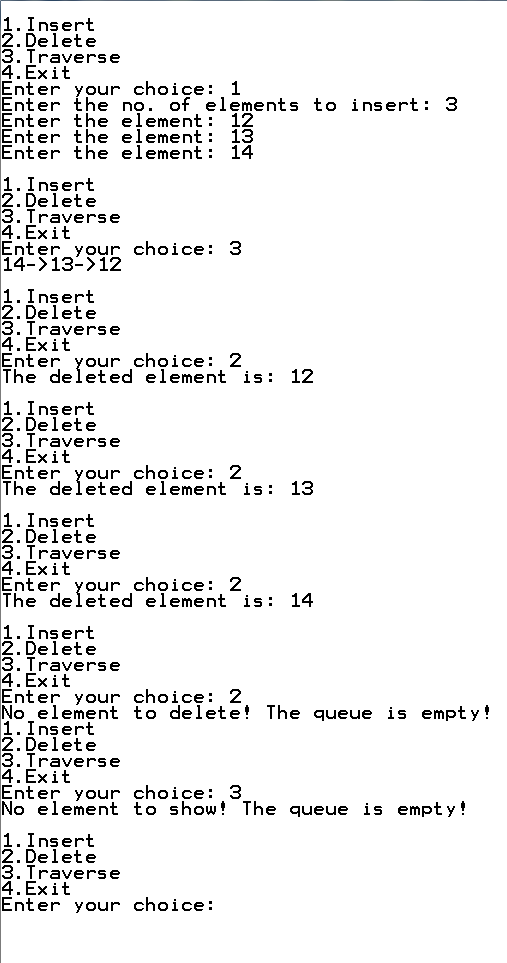 1.Insert
2.Delete
3.Traverse
4.Exit
Enter your choice: 1
Enter the no. of elements to insert: 3
Enter the element: 12
Enter the element: 13
Enter the element: 14
1.Insert
2.Delete
3.Traverse
4.Exit
Enter your choice: 3
14->13->12
1.Insert
2.Delete
3.Traverse
4.Exit
Enter your choice: 2
The deleted element is: 12
1.Insert
2.Delete
3.Traverse
4.Exit
Enter your choice: 2
The deleted element is: 13
1.Insert
2.Delete
3.Traverse
4.Exit
Enter your choice: 2
The deleted element is: 14
1.Insert
2.Delete
3.Traverse
4.Exit
Enter your choice: 2
No element to delete! The queue is empty!
1.Insert
2.Delete
3.Traverse
4.Exit
Enter your choice: 3
No element to show! The queue is empty!
1.Insert
2.Delete
3.Traverse
4.Exit
Enter your choice: